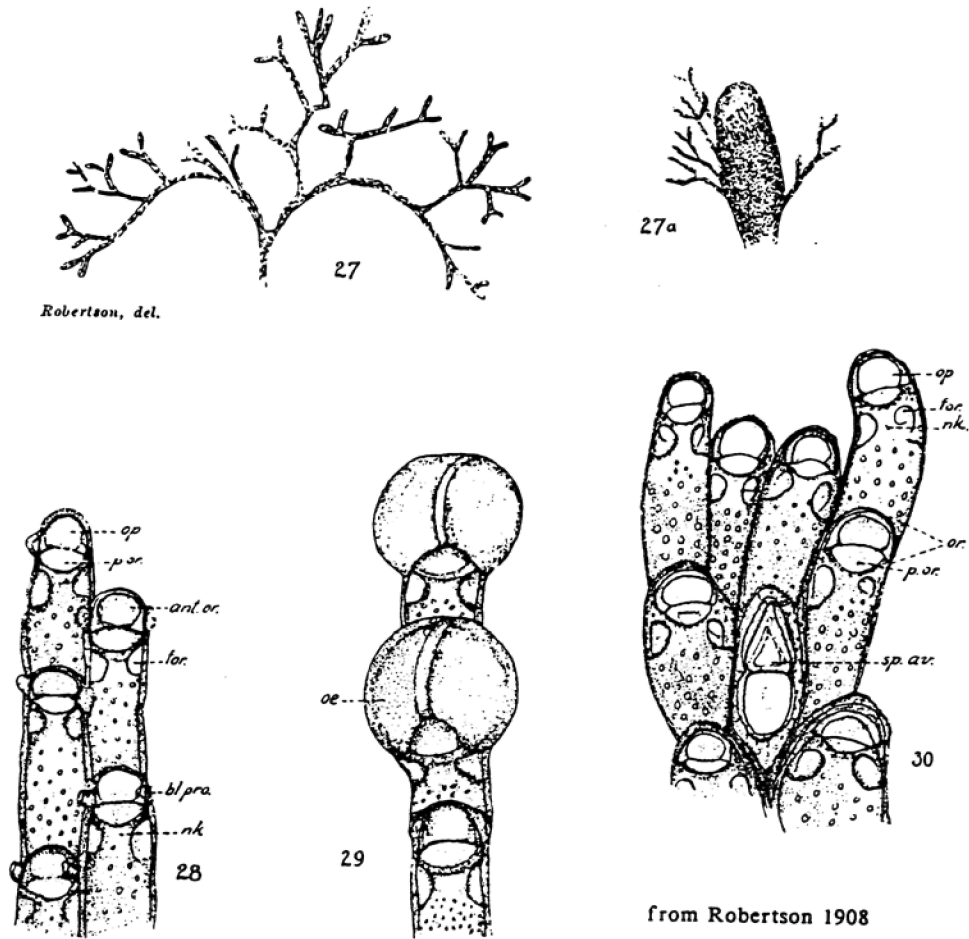 27
27a
Robertson, del.
op
for.
nk.
or.
p.or.
sp.av.
30
op
p.or.
ant.or.
for.
bl pro.
nk
28
oe
29
from Robertson 1908